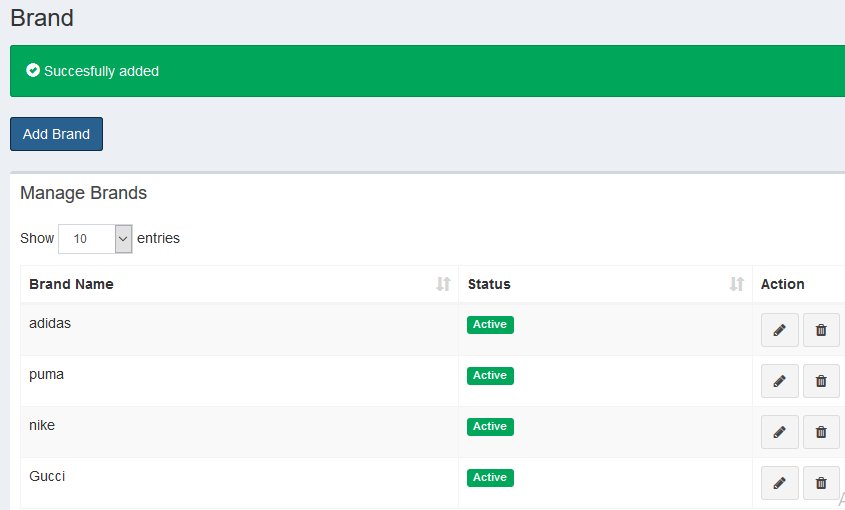 Brand
Succesfully added
Add Brand
Manage Brands
Show 10 entries
Brand Name Status Action
adidas Active
puma Active
nike Active
Gucci Active